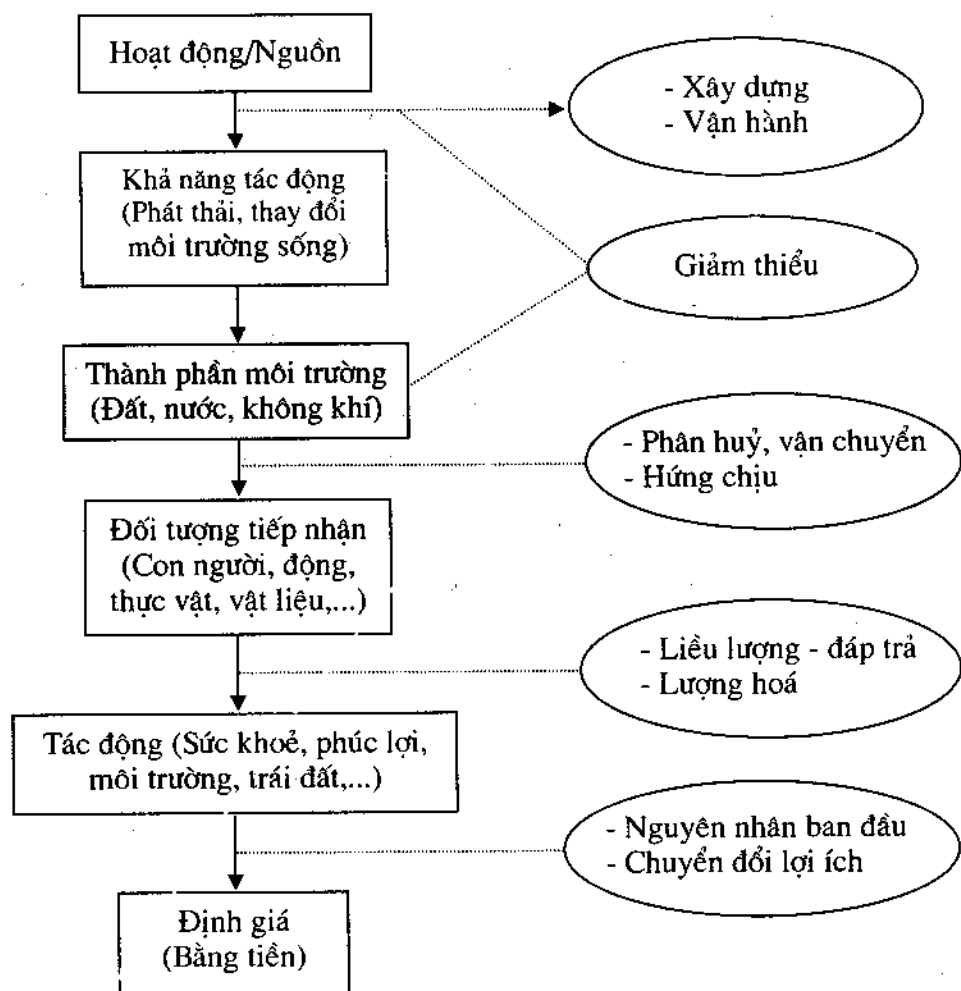 Hoạt động/Nguồn
- Xây dựng
- Vận hành
Khả năng tác động
(Phát thải, thay đổi
môi trường sống)
Giảm thiểu
Thành phần môi trường
(Đất, nước, không khí)
- Phân huỷ, vận chuyển
- Hứng chịu
Đối tượng tiếp nhận
(Con người, động,
thực vật, vật liệu,...)
- Liều lượng - đáp trả
- Lượng hoá
Tác động (Sức khoẻ, phúc lợi,
môi trường, trái đất,...)
- Nguyên nhân ban đầu
- Chuyển đổi lợi ích
Định giá
(Bằng tiền)